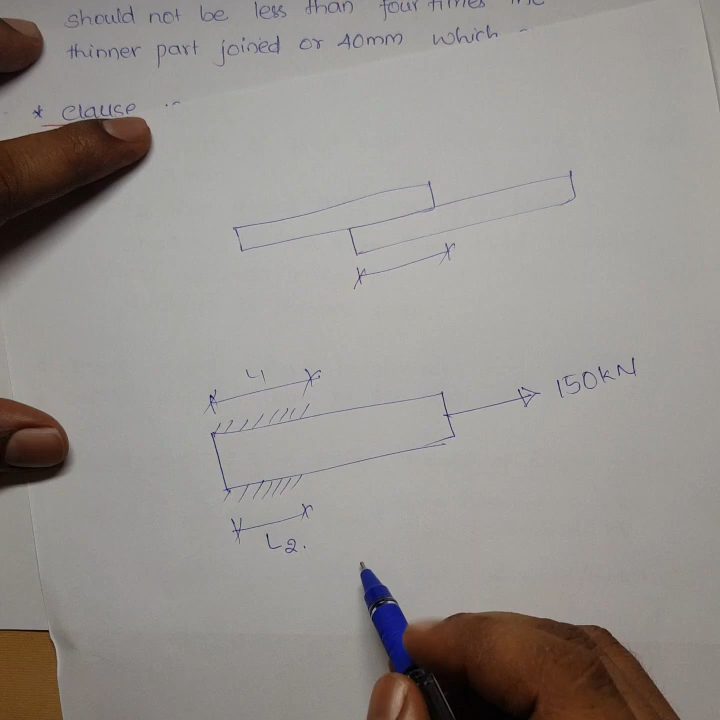 should not be less than four times the
thinner part joined or 40mm which
* clause
L1
150kN
L2.